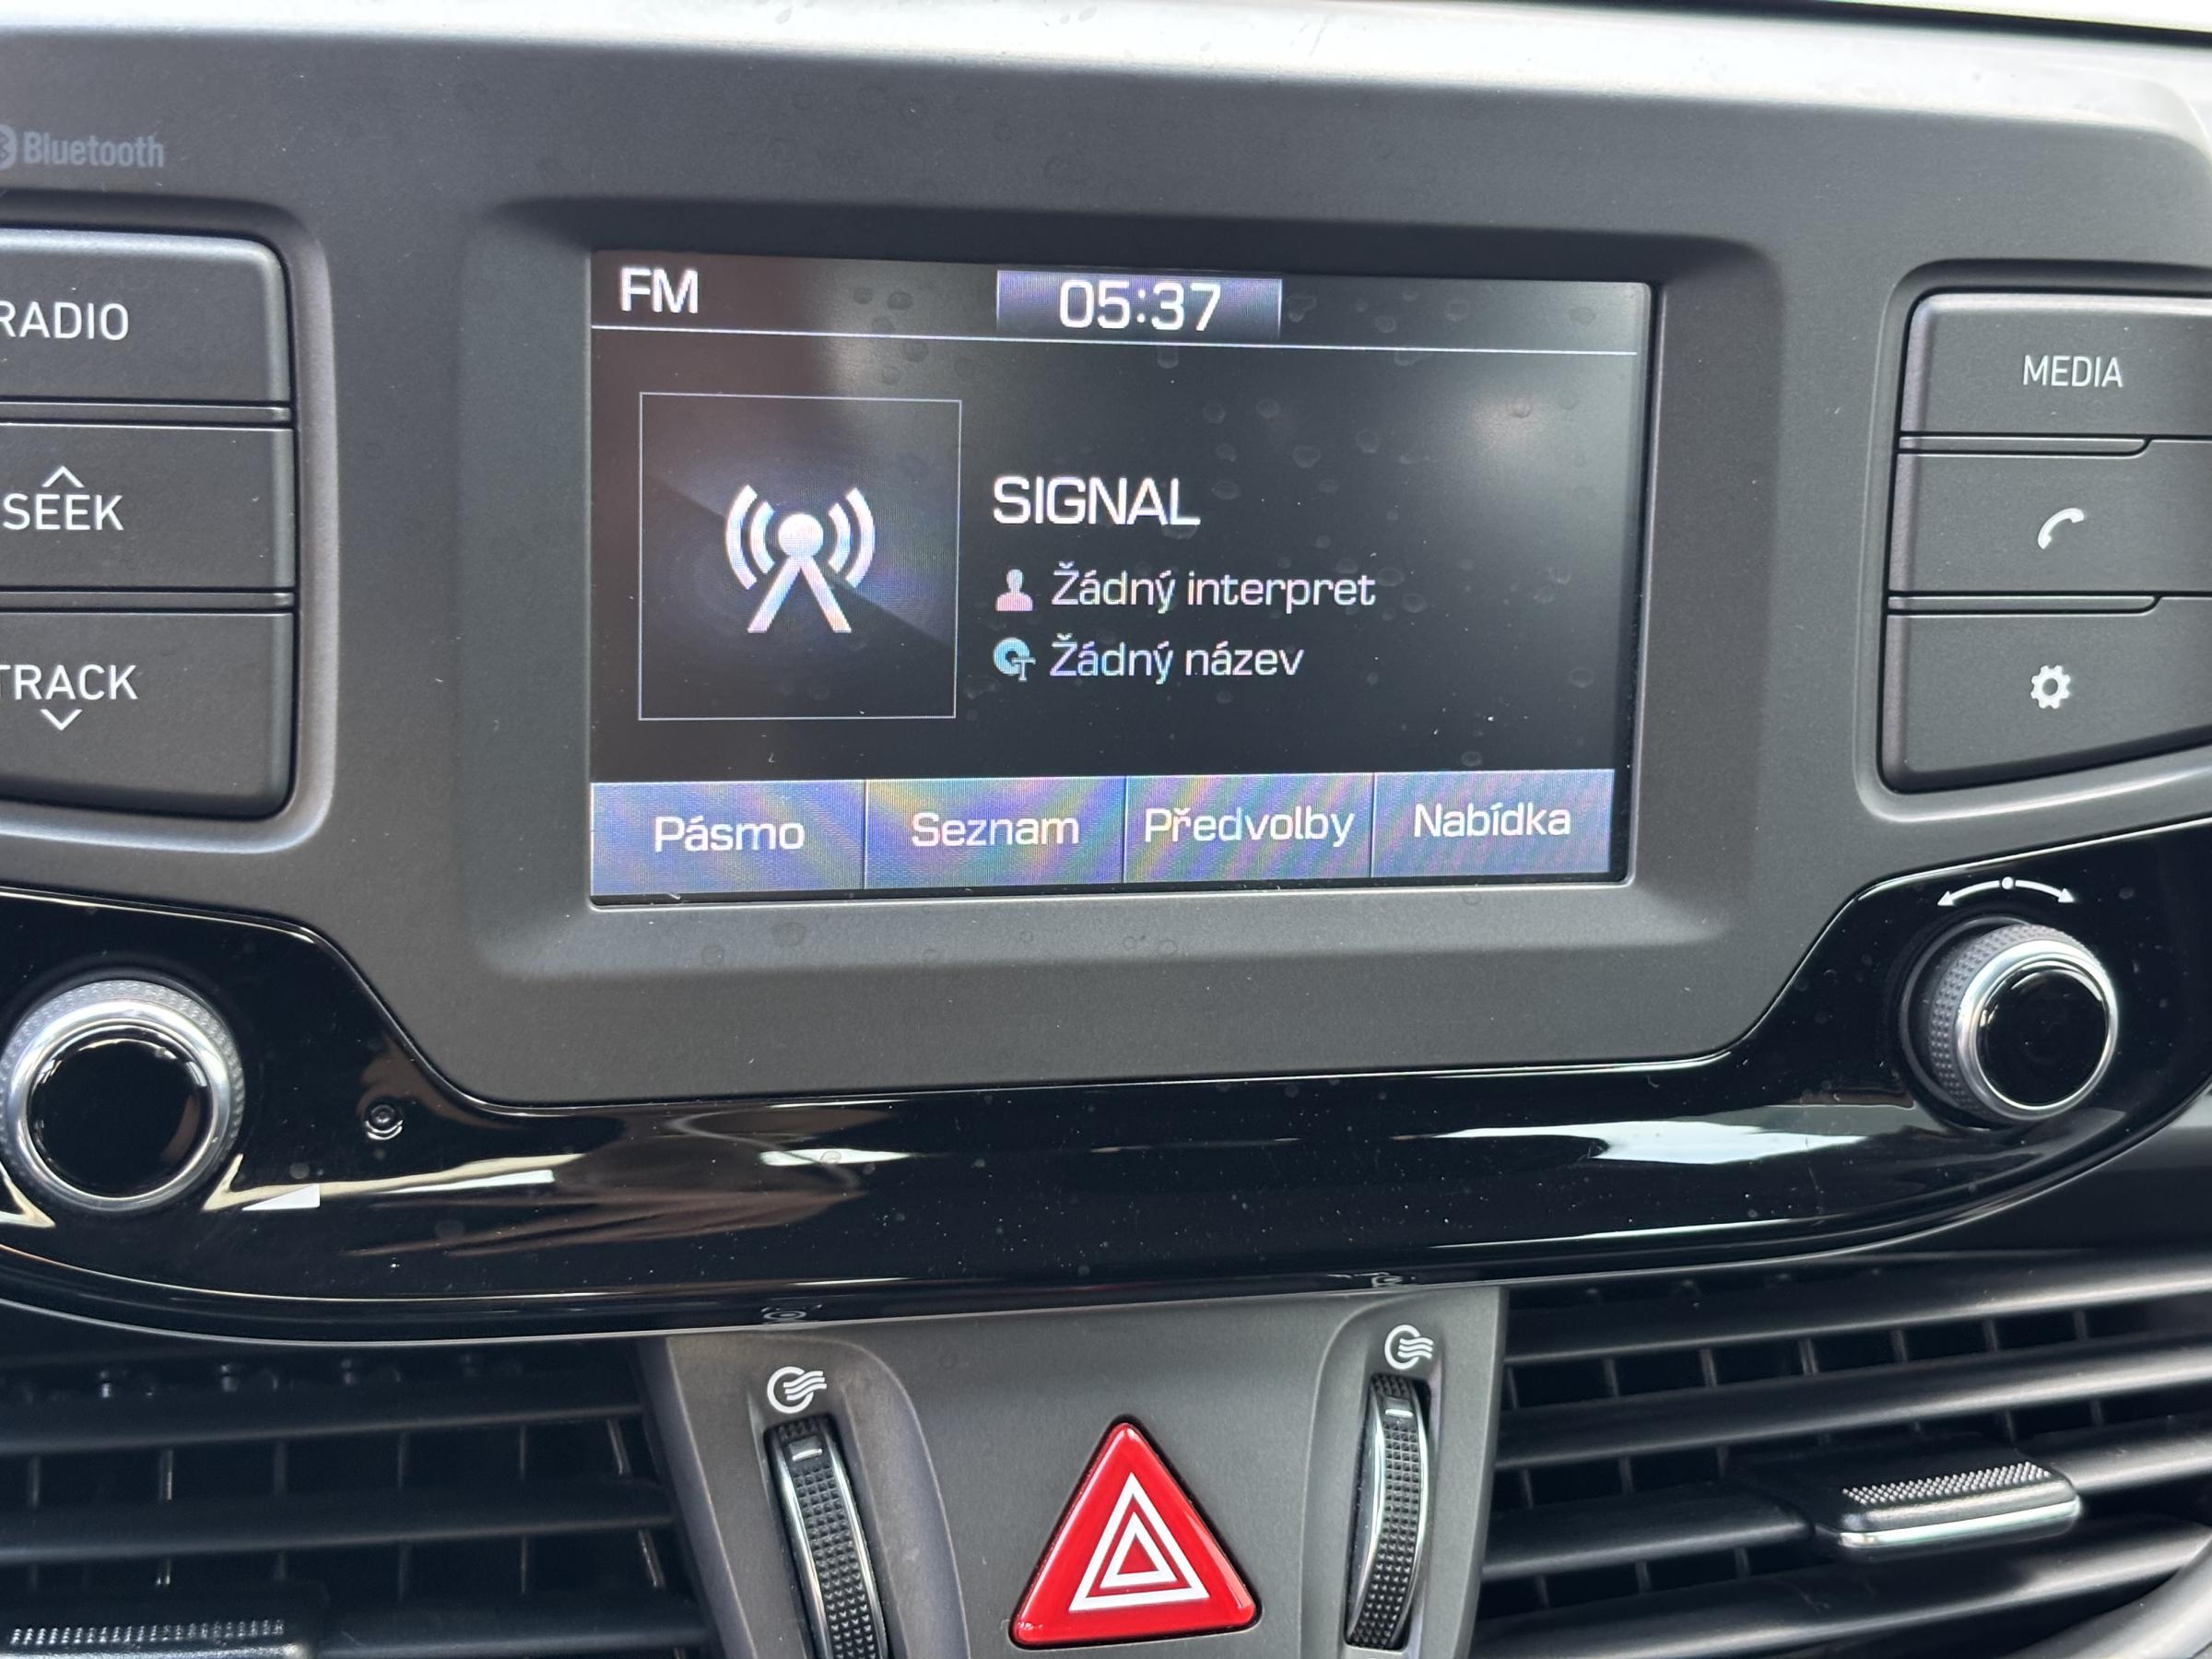 Bluetooth
RADIO
SEEK
TRACK
FM
05:37
SIGNAL
Žádný interpret
Žádný název
Pásmo
Seznam
Předvolby
Nabídka
MEDIA